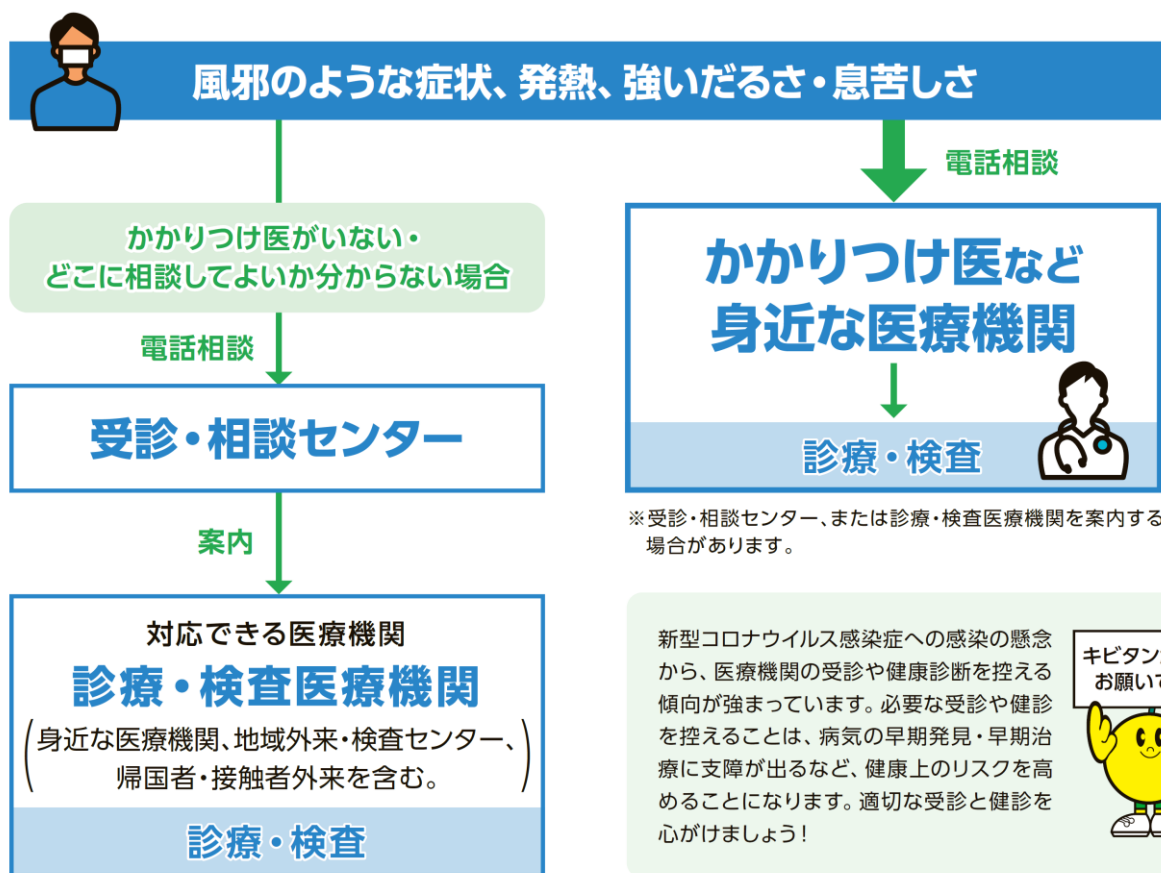 風邪のような症状、発熱、強いだるさ・息苦しさ
かかりつけ医がいない・
どこに相談してよいか分からない場合
電話相談
受診・相談センター
案内
対応できる医療機関
診療・検査医療機関
(身近な医療機関、地域外来・検査センター、
帰国者・接触者外来を含む。)
診療・検査
電話相談
かかりつけ医など
身近な医療機関
診療・検査
※受診・相談センター、または診療・検査医療機関を案内する
場合があります。
新型コロナウイルス感染症への感染の懸念
から、医療機関の受診や健康診断を控える
傾向が強まっています。必要な受診や健診
を控えることは、病気の早期発見・早期治
療に支障が出るなど、健康上のリスクを高
めることになります。適切な受診と健診を
心がけましょう!
キビタン
お願い